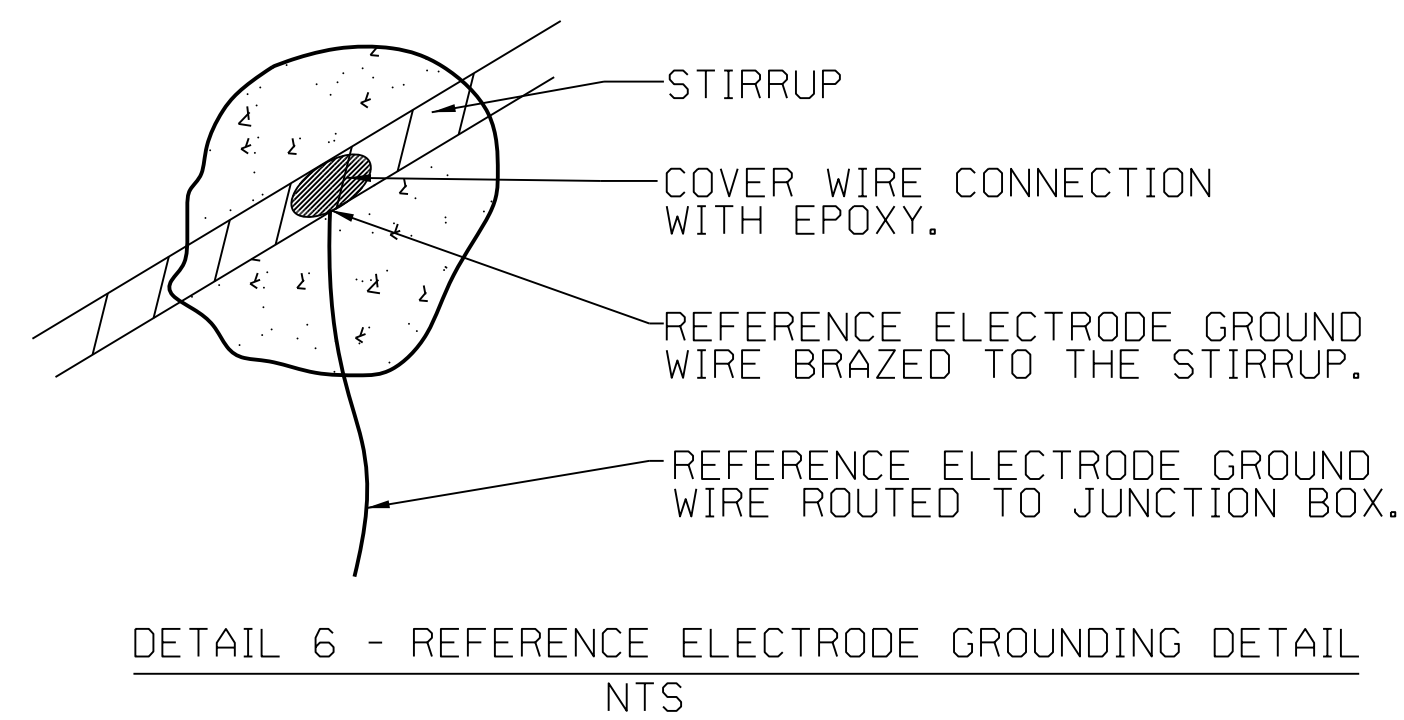 STIRRUP
COVER WIRE CONNECTION
WITH EPOXY.
REFERENCE ELECTRODE GROUND
WIRE BRAZED TO THE STIRRUP.
REFERENCE ELECTRODE GROUND
WIRE ROUTED TO JUNCTION BOX.
DETAIL 6 - REFERENCE ELECTRODE GROUNDING DETAIL
NTS